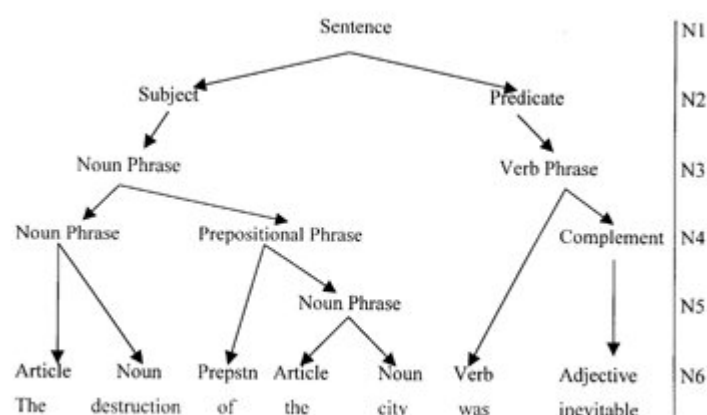 Sentence N1
Subject Predicate N2
Noun Phrase Verb Phrase N3
Noun Phrase Prepositional Phrase Complement N4
Noun Phrase N5
Article Noun Prepstn Article Noun Verb Adjective N6
The destruction of the city was inevitable